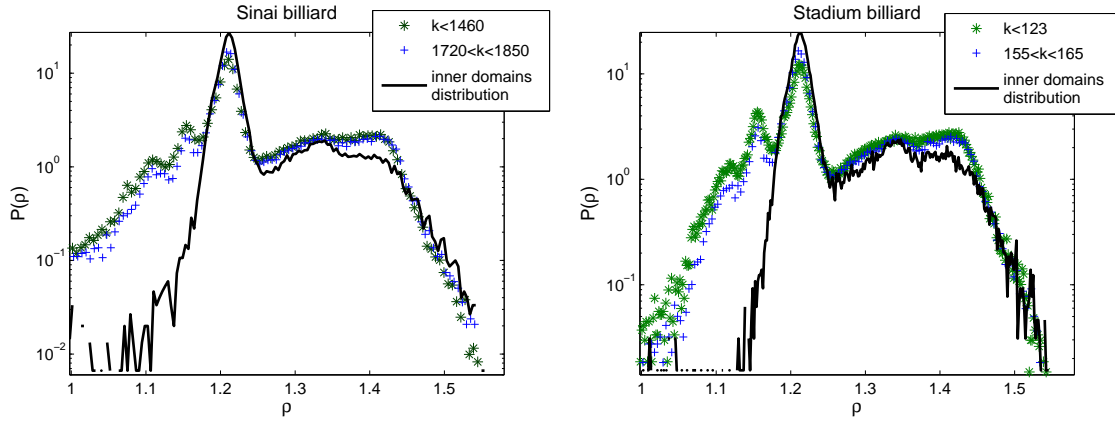 Sinai billiard
k<1460
1720<k<1850
inner domains
distribution
P(ρ)
10^1
10^0
10^-1
10^-2
1
1.1
1.2
1.3
1.4
1.5
ρ
Stadium billiard
k<123
155<k<165
inner domains
distribution
P(ρ)
10^1
10^0
10^-1
1
1.1
1.2
1.3
1.4
1.5
ρ